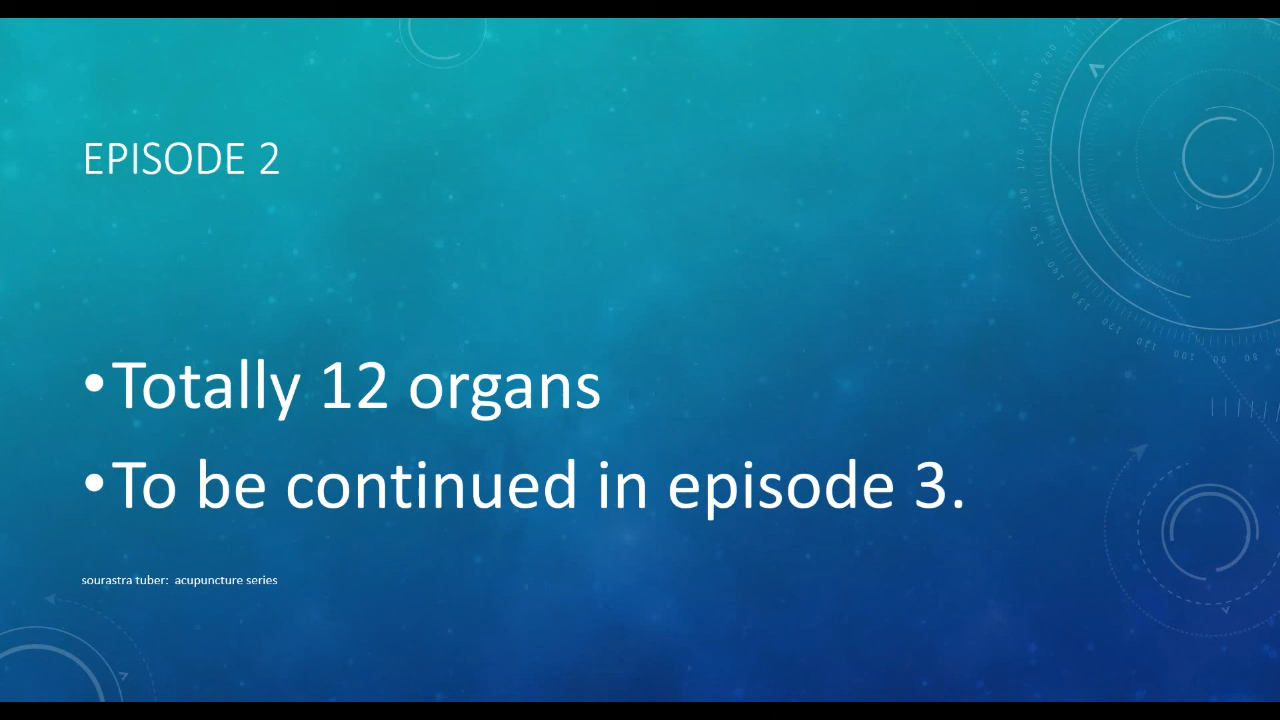 EPISODE 2
•Totally 12 organs
•To be continued in episode 3.
sourastra tuber: acupuncture series